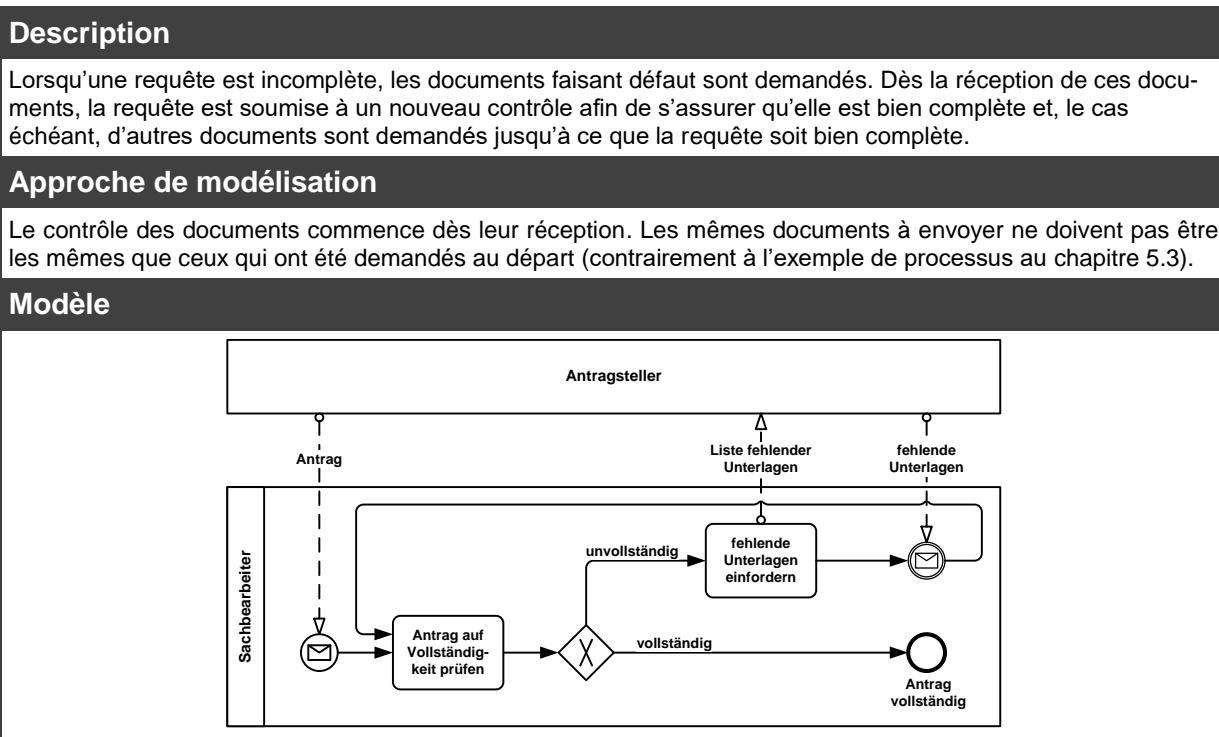 Description
Lorsqu’une requête est incomplète, les documents faisant défaut sont demandés. Dès la réception de ces docu-
ments, la requête est soumise à un nouveau contrôle afin de s’assurer qu’elle est bien complète et, le cas
échéant, d’autres documents sont demandés jusqu’à ce que la requête soit bien complète.
Approche de modélisation
Le contrôle des documents commence dès leur réception. Les mêmes documents à envoyer ne doivent pas être
les mêmes que ceux qui ont été demandés au départ (contrairement à l’exemple de processus au chapitre 5.3).
Modèle
Antragsteller
Antrag
Liste fehlender
Unterlagen
fehlende
Unterlagen
Sachbearbeiter
unvollständig
fehlende
Unterlagen
einfordern
Antrag auf
Vollständig-
keit prüfen
vollständig
Antrag
vollständig